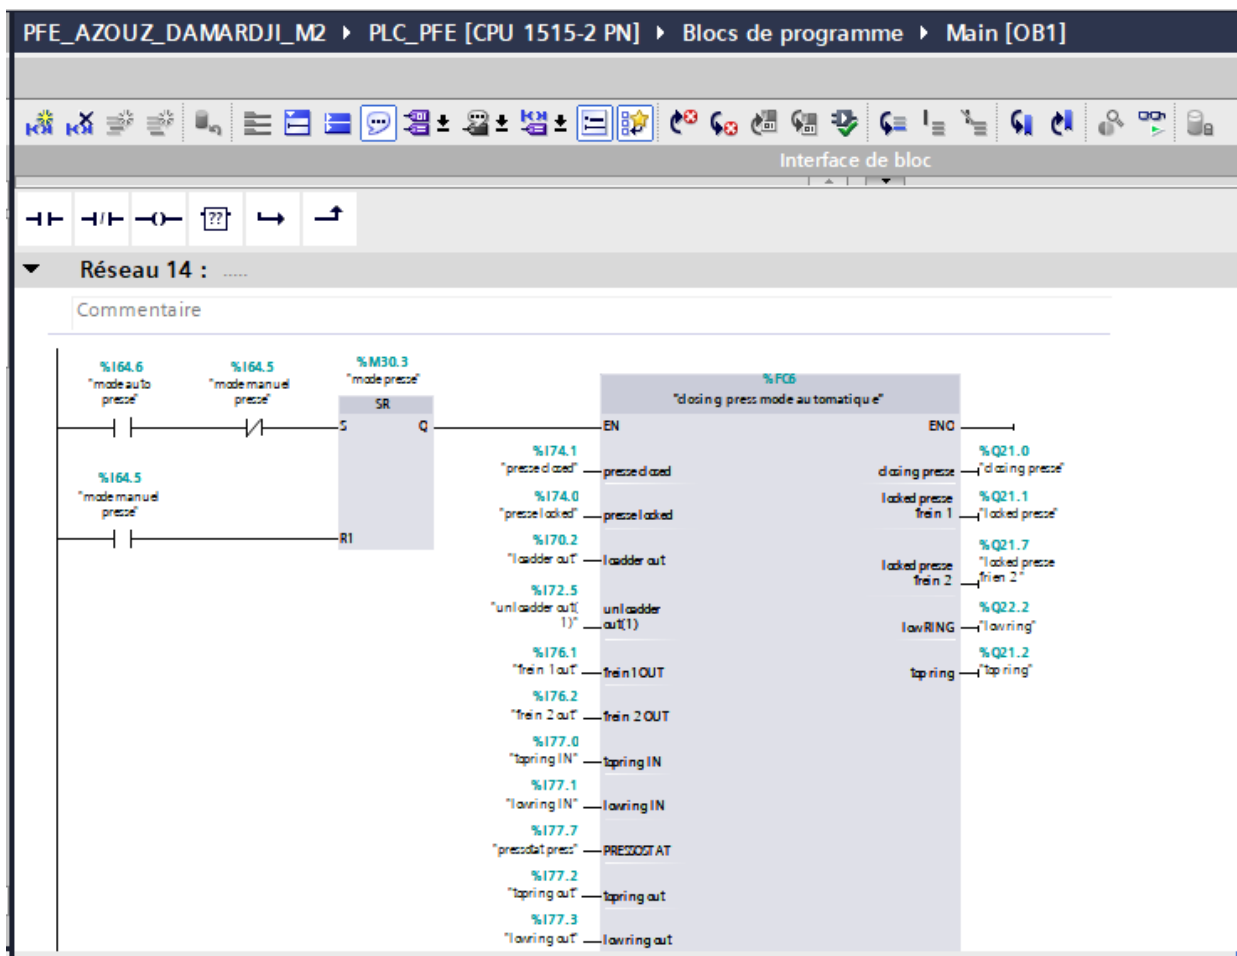 PFE_AZOUZ_DAMARDJI_M2 ▸ PLC_PFE [CPU 1515-2 PN] ▸ Blocs de programme ▸ Main [OB1]
Interface de bloc
??
Réseau 14 : .....
Commentaire
%I64.6
"mode auto
presse"
%I64.5
"mode manuel
presse"
%M30.3
"mode presse"
SR
S
Q
%I64.5
"mode manuel
presse"
R1
%FC6
"closing press mode automatique"
EN
ENO
%I74.1
"presse closed"
presse closed
%I74.0
"presse locked"
presse locked
%I70.2
"loadder out"
loadder out
%I72.5
"unloadder out(
1)"
unloadder
out(1)
%I76.1
"frein 1 out"
frein 1 OUT
%I76.2
"frein 2 out"
frein 2 OUT
%I77.0
"topring IN"
topring IN
%I77.1
"lowring IN"
lowring IN
%I77.7
"pressotat press"
PRESSOSTAT
%I77.2
"topring out"
topring out
%I77.3
"lowring out"
lowring out
closing presse
%Q21.0
"closing presse"
locked presse
frein 1
%Q21.1
"locked presse"
locked presse
frein 2
%Q21.7
"locked presse
frien 2"
lowRING
%Q22.2
"lowring"
top ring
%Q21.2
"top ring"